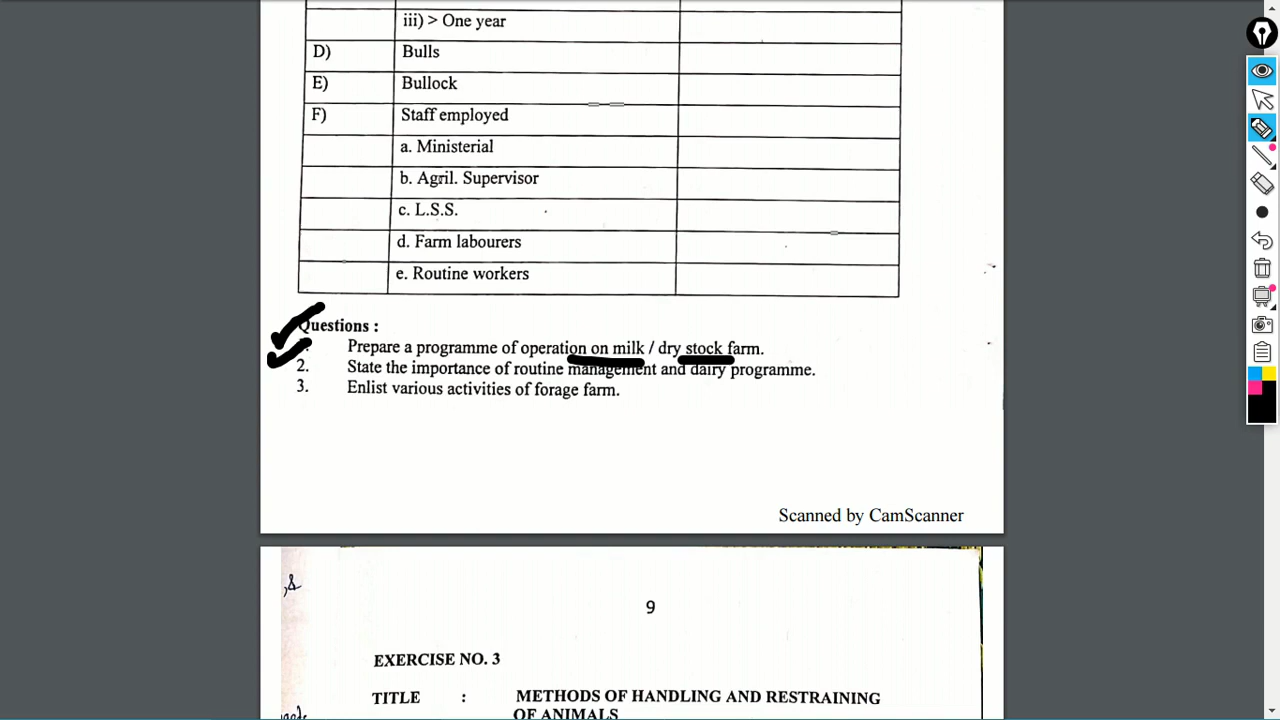 iii) > One year
D) Bulls
E) Bullock
F) Staff employed
a. Ministerial
b. Agril. Supervisor
c. L.S.S.
d. Farm labourers
e. Routine workers
Questions :
Prepare a programme of operation on milk / dry stock farm.
2. State the importance of routine management and dairy programme.
3. Enlist various activities of forage farm.
Scanned by CamScanner
,&
9
EXERCISE NO. 3
TITLE : METHODS OF HANDLING AND RESTRAINING
OF ANIMALS